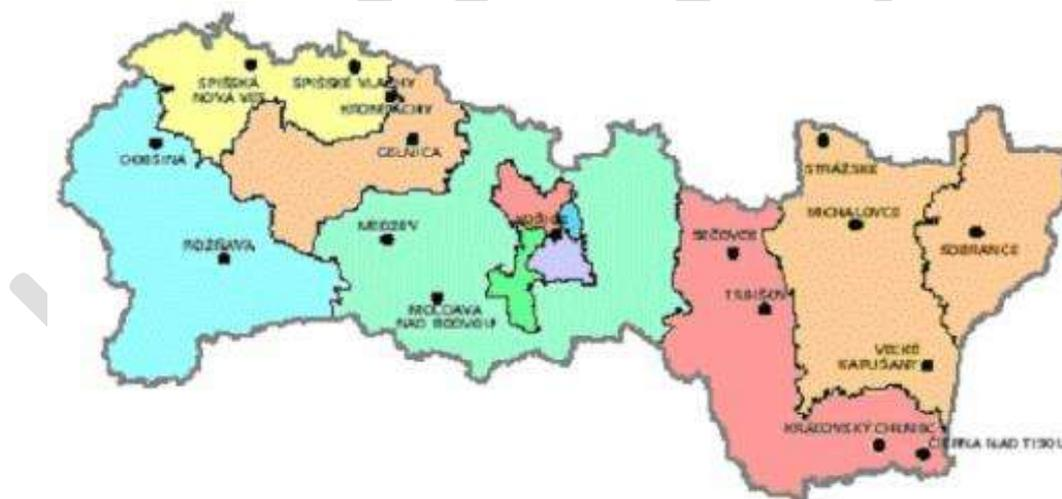 SPIŠSKÁ
NOVÁ VES
SPIŠSKÉ VLACHY
KROMPACHY
GELNICA
DOBŠINÁ
ROŽŇAVA
MEDZEV
MOLDAVA
NAD BODVOU
KOŠICE
SEČOVCE
TREBIŠOV
STRÁŽSKE
MICHALOVCE
SOBRANCE
VEĽKÉ
KAPUŠANY
KRÁĽOVSKÝ CHLMEC
ČIERNA NAD TISOU